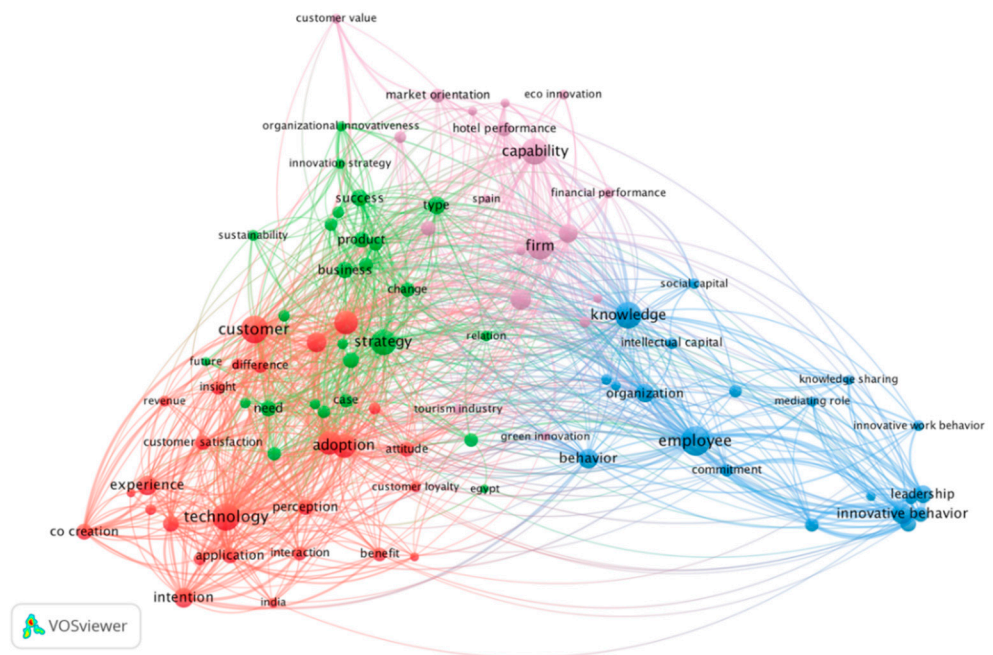 customer value
market orientation
eco innovation
organizational innovativeness
hotel performance
capability
innovation strategy
success
type
spain
financial performance
sustainability
product
firm
business
change
social capital
knowledge
customer
strategy
relation
intellectual capital
future
difference
insight
knowledge sharing
revenue
need
case
organization
mediating role
tourism industry
innovative work behavior
customer satisfaction
adoption
attitude
green innovation
employee
behavior
commitment
experience
customer loyalty
egypt
leadership
technology
perception
innovative behavior
co creation
application
interaction
benefit
intention
india
VOSviewer